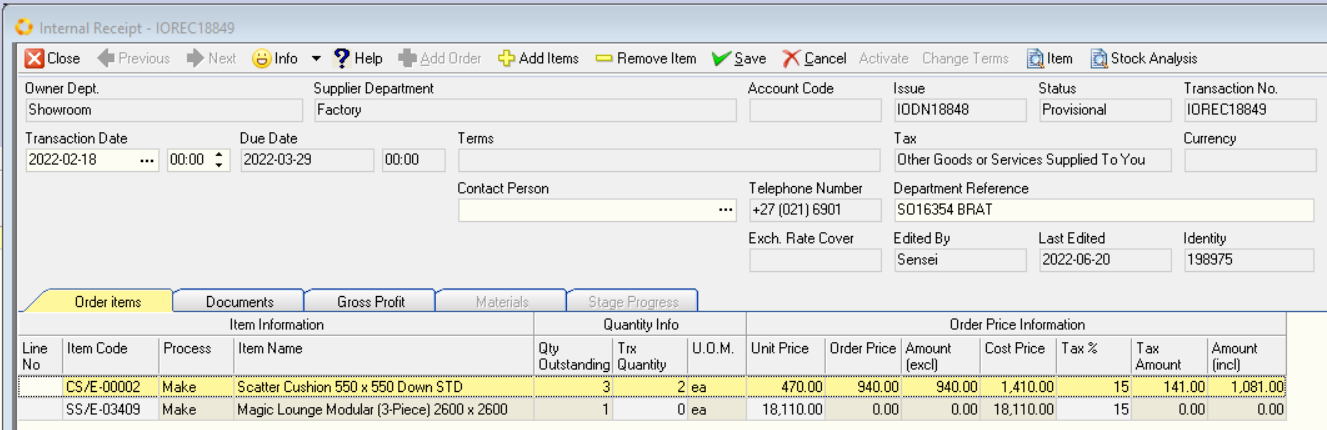 Internal Receipt - IOREC18849
Close Previous Next Info Help Add Order Add Items Remove Item Save Cancel Activate Change Terms Item Stock Analysis
Owner Dept. Supplier Department Account Code Issue Status Transaction No.
Showroom Factory IODN18848 Provisional IOREC18849
Transaction Date Due Date Terms Tax Currency
2022-02-18 ... 00:00 2022-03-29 00:00 Other Goods or Services Supplied To You
Contact Person Telephone Number Department Reference
... +27 (021) 6901 SO16354 BRAT
Exch. Rate Cover Edited By Last Edited Identity
Sensei 2022-06-20 198975
Order items Documents Gross Profit Materials Stage Progress
Item Information Quantity Info Order Price Information
Line No Item Code Process Item Name Qty Outstanding Trx Quantity U.O.M. Unit Price Order Price Amount (excl) Cost Price Tax % Tax Amount Amount (incl)
CS/E-00002 Make Scatter Cushion 550 x 550 Down STD 3 2 ea 470.00 940.00 940.00 1,410.00 15 141.00 1,081.00
SS/E-03409 Make Magic Lounge Modular (3-Piece) 2600 x 2600 1 0 ea 18,110.00 0.00 0.00 18,110.00 15 0.00 0.00